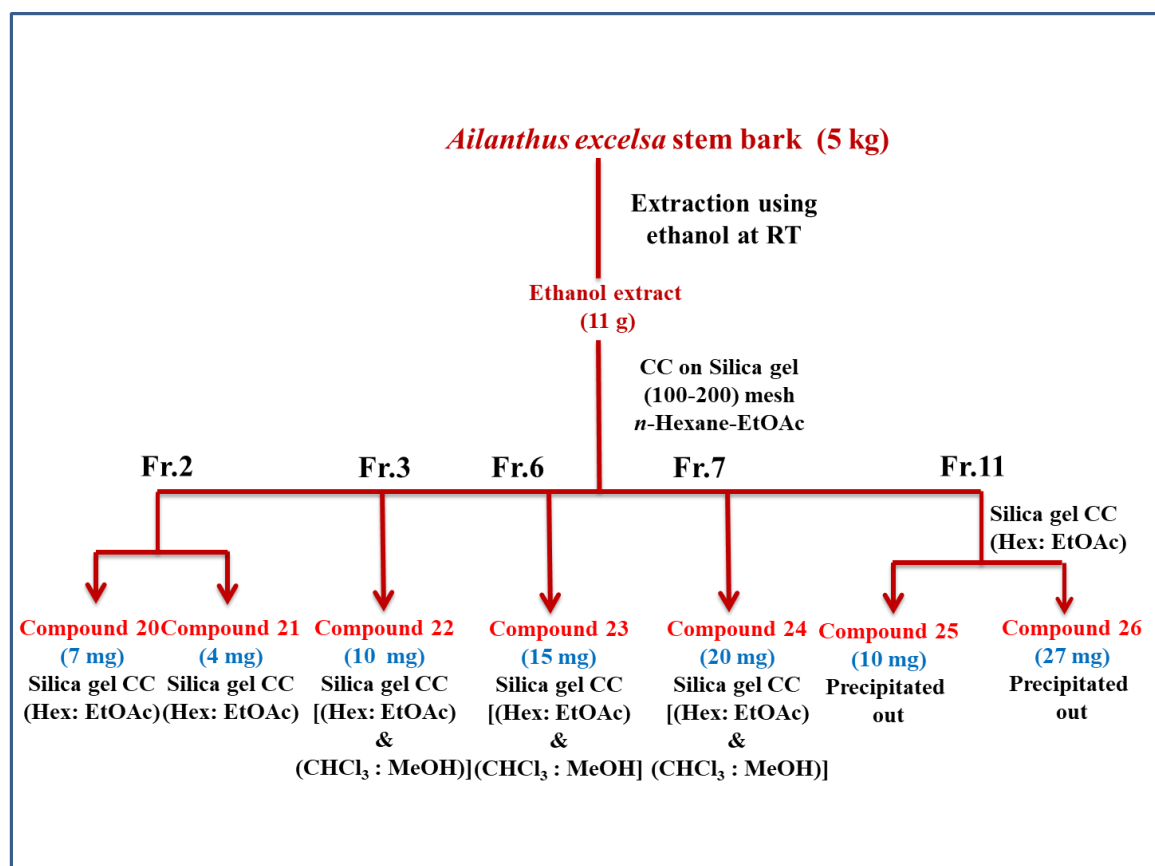 Ailanthus excelsa stem bark (5 kg)
Extraction using
ethanol at RT
Ethanol extract
(11 g)
CC on Silica gel
(100-200) mesh
n-Hexane-EtOAc
Fr.2
Fr.3
Fr.6
Fr.7
Fr.11
Silica gel CC
(Hex: EtOAc)
Compound 20
(7 mg)
Silica gel CC
(Hex: EtOAc)
Compound 21
(4 mg)
Silica gel CC
(Hex: EtOAc)
Compound 22
(10 mg)
Silica gel CC
[(Hex: EtOAc)
&
(CHCl₃ : MeOH)]
Compound 23
(15 mg)
Silica gel CC
[(Hex: EtOAc)
&
(CHCl₃ : MeOH]
Compound 24
(20 mg)
Silica gel CC
[(Hex: EtOAc)
&
(CHCl₃ : MeOH)]
Compound 25
(10 mg)
Precipitated
out
Compound 26
(27 mg)
Precipitated
out